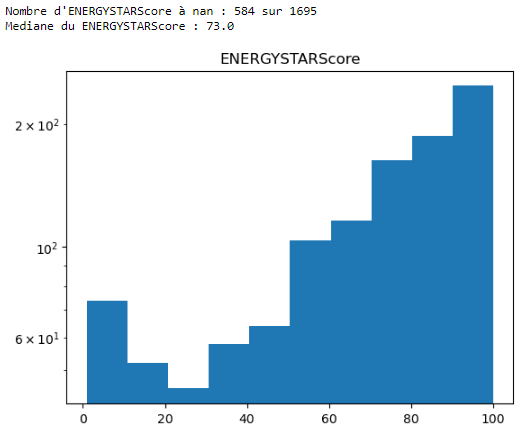 Nombre d'ENERGYSTARScore à nan : 584 sur 1695
Mediane du ENERGYSTARScore : 73.0
ENERGYSTARScore
2 × 10²
10²
6 × 10¹
0 20 40 60 80 100